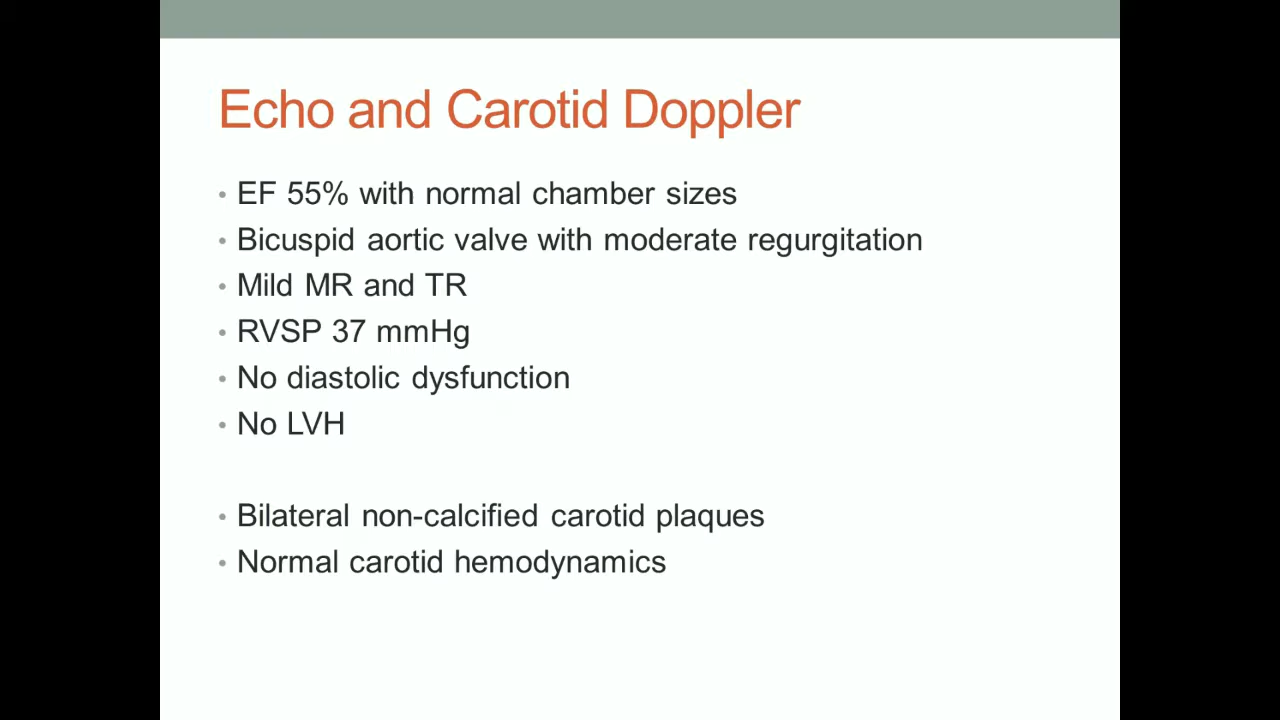 Echo and Carotid Doppler
• EF 55% with normal chamber sizes
• Bicuspid aortic valve with moderate regurgitation
• Mild MR and TR
• RVSP 37 mmHg
• No diastolic dysfunction
• No LVH
• Bilateral non-calcified carotid plaques
• Normal carotid hemodynamics